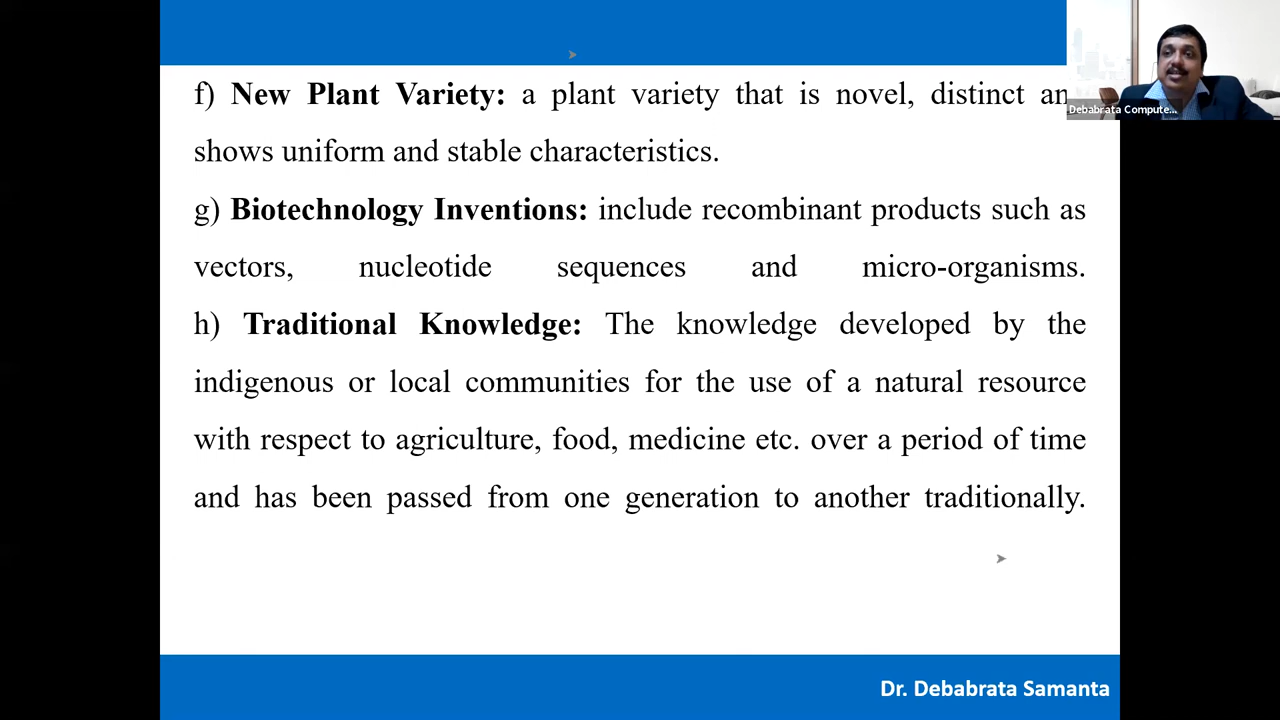 f) New Plant Variety: a plant variety that is novel, distinct an
Debabrata Compute...
shows uniform and stable characteristics.
g) Biotechnology Inventions: include recombinant products such as
vectors, nucleotide sequences and micro-organisms.
h) Traditional Knowledge: The knowledge developed by the
indigenous or local communities for the use of a natural resource
with respect to agriculture, food, medicine etc. over a period of time
and has been passed from one generation to another traditionally.
Dr. Debabrata Samanta